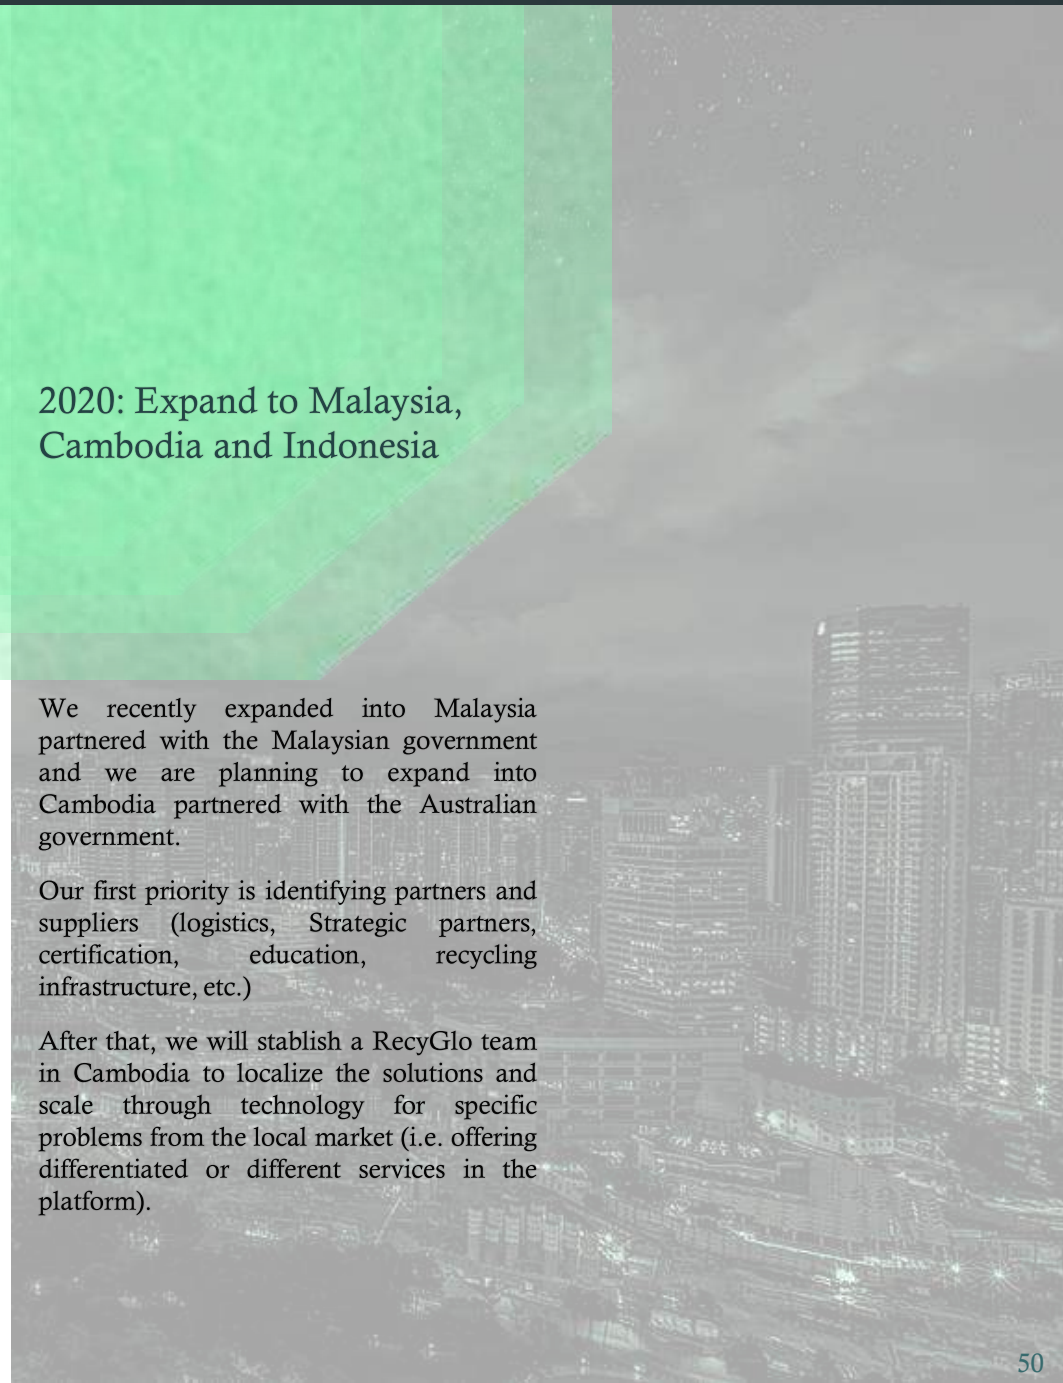 2020: Expand to Malaysia,
Cambodia and Indonesia
We recently expanded into Malaysia
partnered with the Malaysian government
and we are planning to expand into
Cambodia partnered with the Australian
government.
Our first priority is identifying partners and
suppliers (logistics, Strategic partners,
certification, education, recycling
infrastructure, etc.)
After that, we will stablish a RecyGlo team
in Cambodia to localize the solutions and
scale through technology for specific
problems from the local market (i.e. offering
differentiated or different services in the
platform).
50